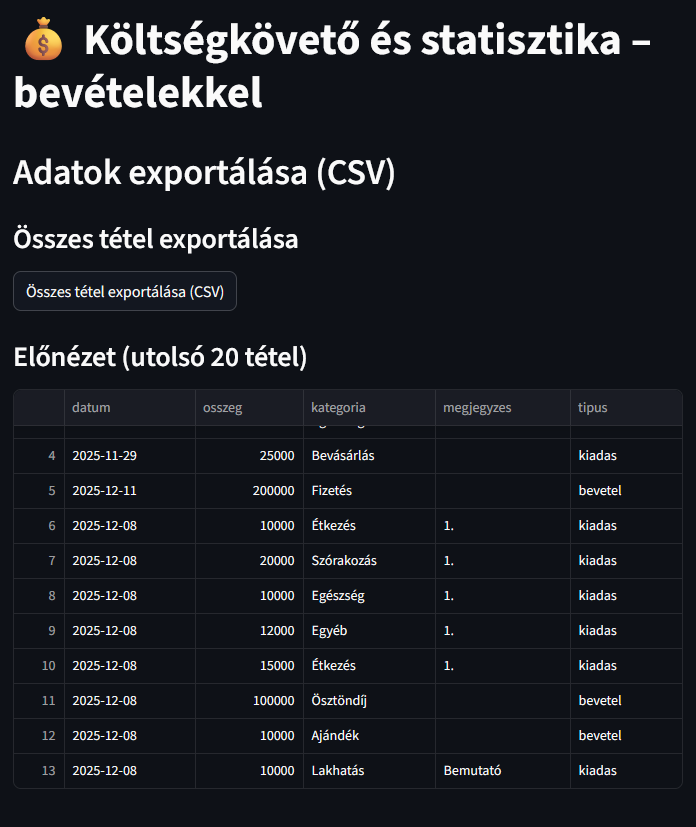 Költségkövető és statisztika –
bevételekkel
Adatok exportálása (CSV)
Összes tétel exportálása
Összes tétel exportálása (CSV)
Előnézet (utolsó 20 tétel)
datum osszeg kategoria megjegyzes tipus
4 2025-11-29 25000 Bevásárlás kiadas
5 2025-12-11 200000 Fizetés bevetel
6 2025-12-08 10000 Étkezés 1. kiadas
7 2025-12-08 20000 Szórakozás 1. kiadas
8 2025-12-08 10000 Egészség 1. kiadas
9 2025-12-08 12000 Egyéb 1. kiadas
10 2025-12-08 15000 Étkezés 1. kiadas
11 2025-12-08 100000 Ösztöndíj bevetel
12 2025-12-08 10000 Ajándék bevetel
13 2025-12-08 10000 Lakhatás Bemutató kiadas